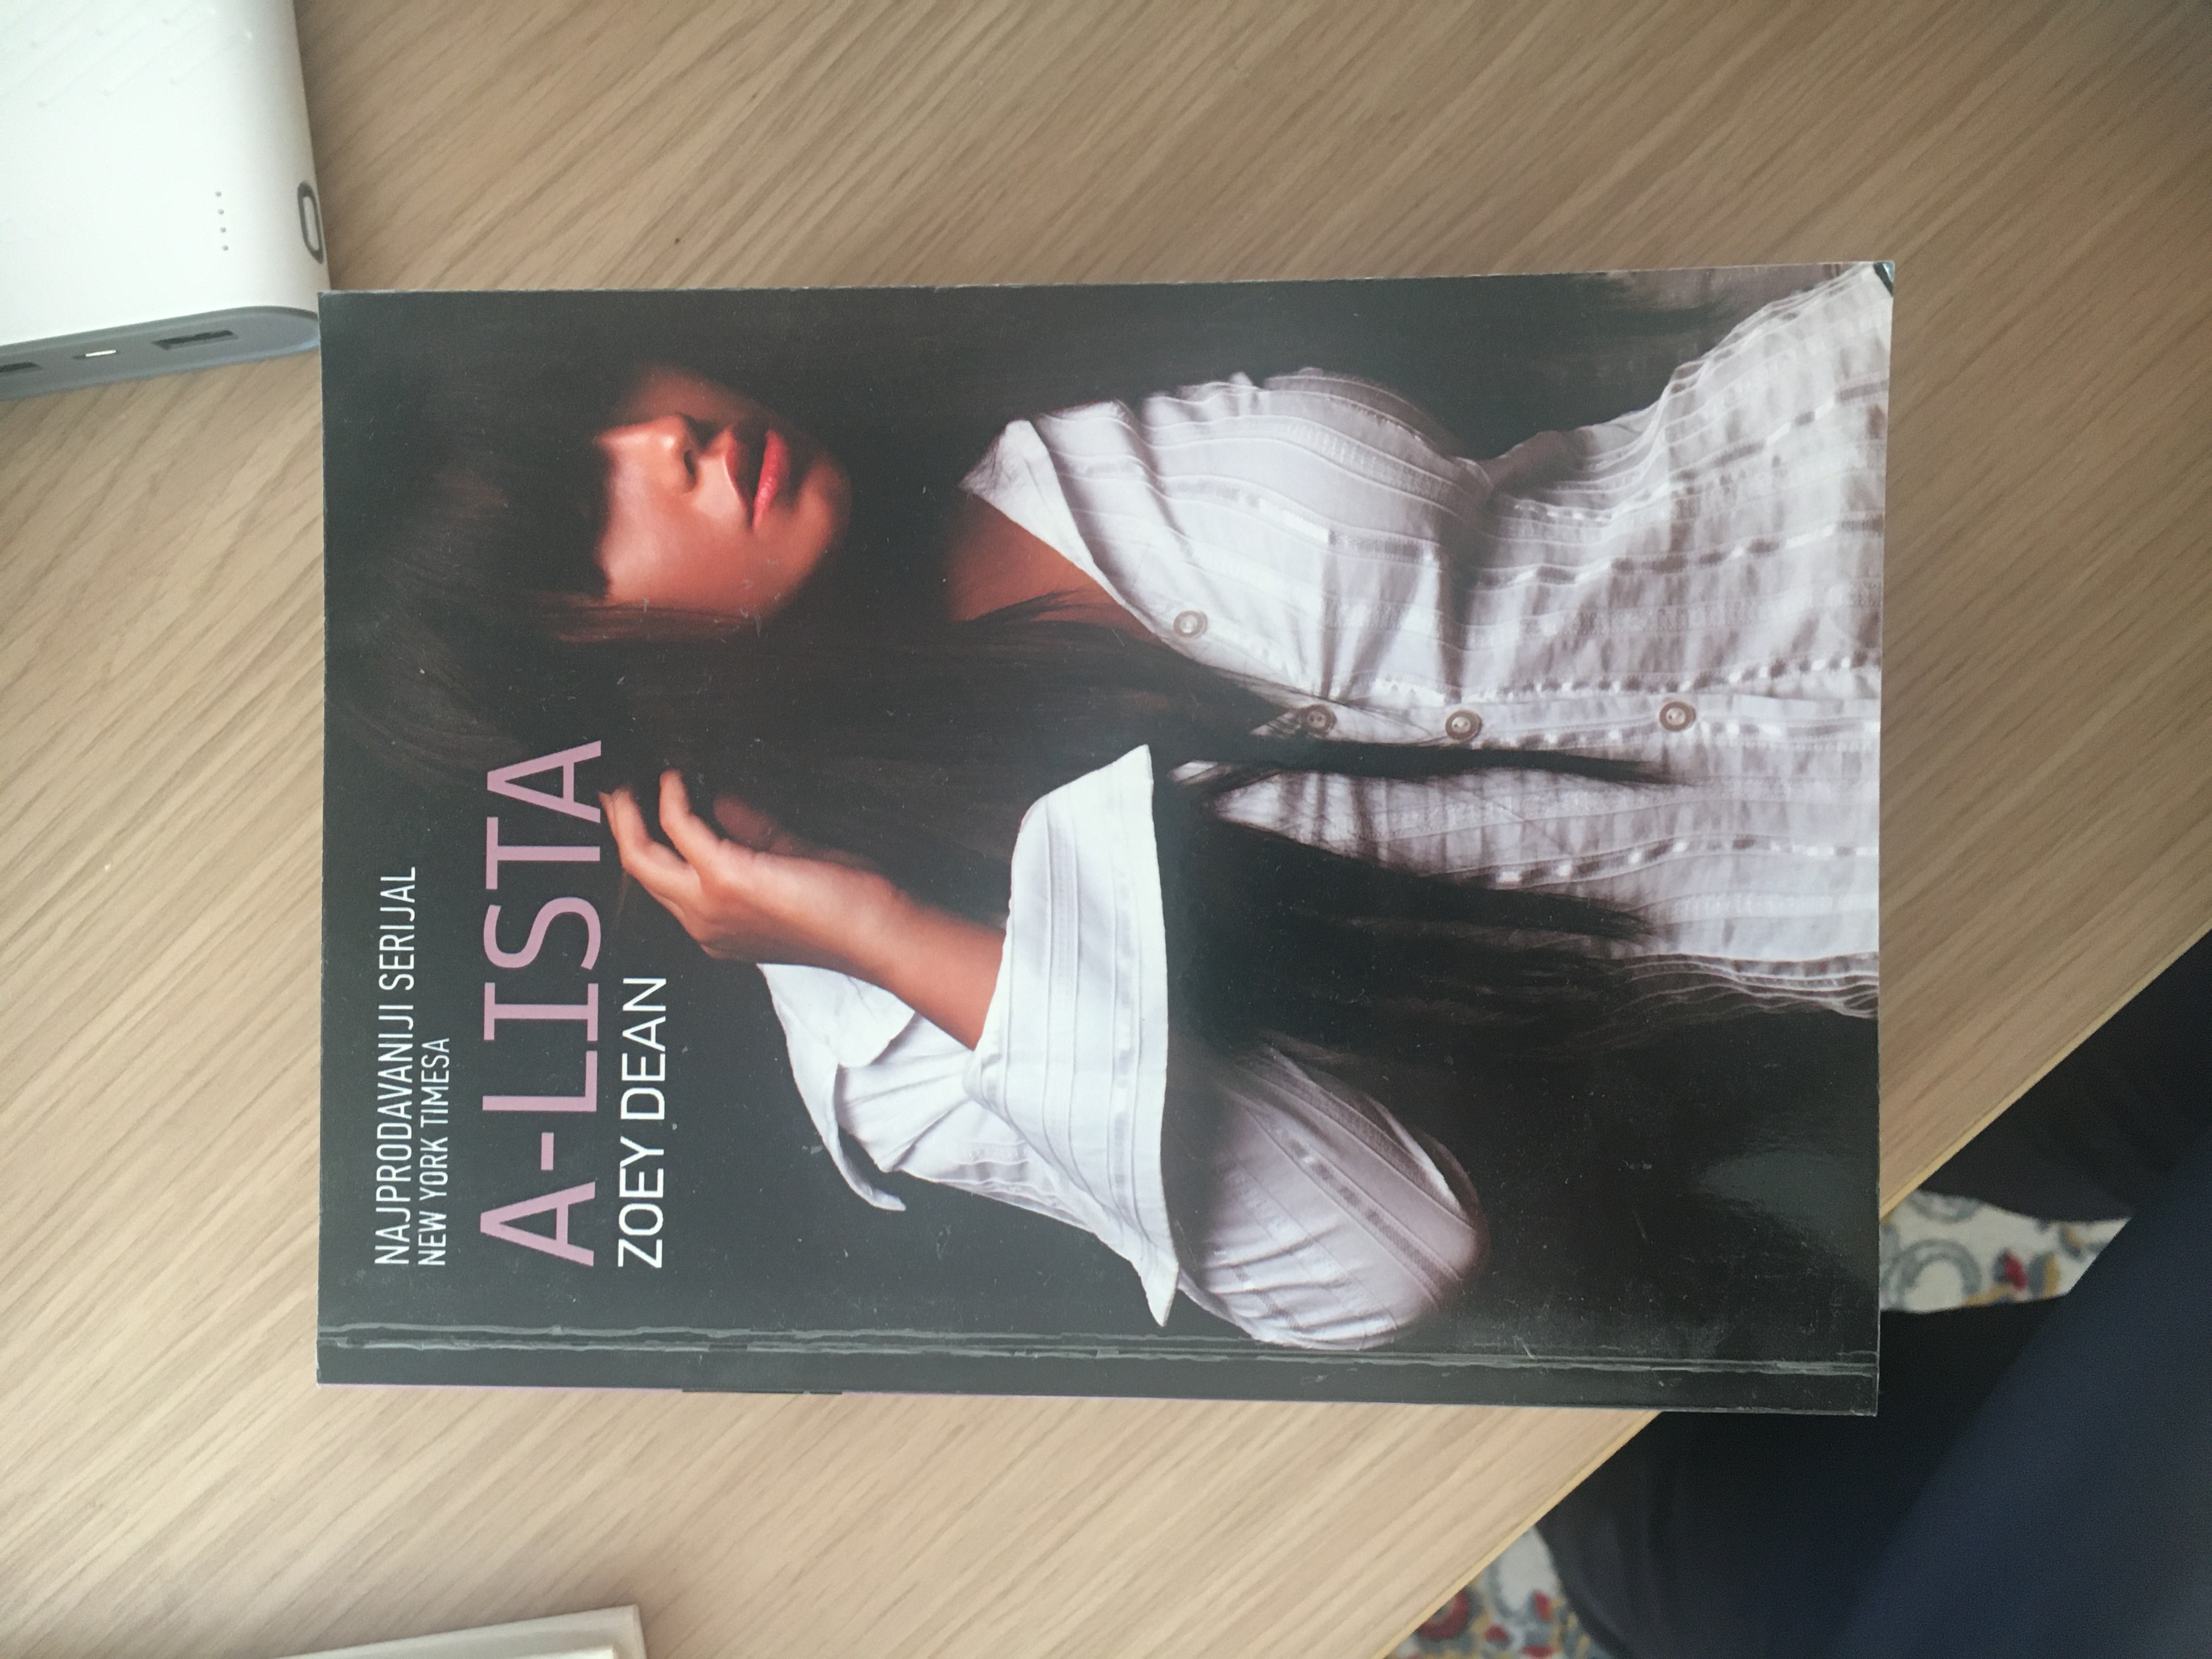 NAJPRODAVANIJI SERIJAL
NEW YORK TIMESA
A-LISTA
ZOEY DEAN